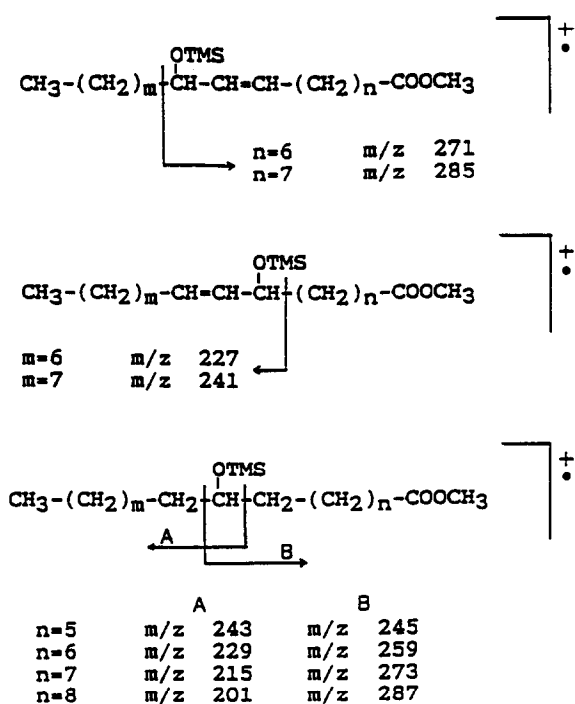 +
•
OTMS
CH3-(CH2)m-CH-CH=CH-(CH2)n-COOCH3
n=6 m/z 271
n=7 m/z 285
+
•
OTMS
CH3-(CH2)m-CH=CH-CH-(CH2)n-COOCH3
m=6 m/z 227
m=7 m/z 241
+
•
OTMS
CH3-(CH2)m-CH2-CH-CH2-(CH2)n-COOCH3
A
B
A B
n=5 m/z 243 m/z 245
n=6 m/z 229 m/z 259
n=7 m/z 215 m/z 273
n=8 m/z 201 m/z 287